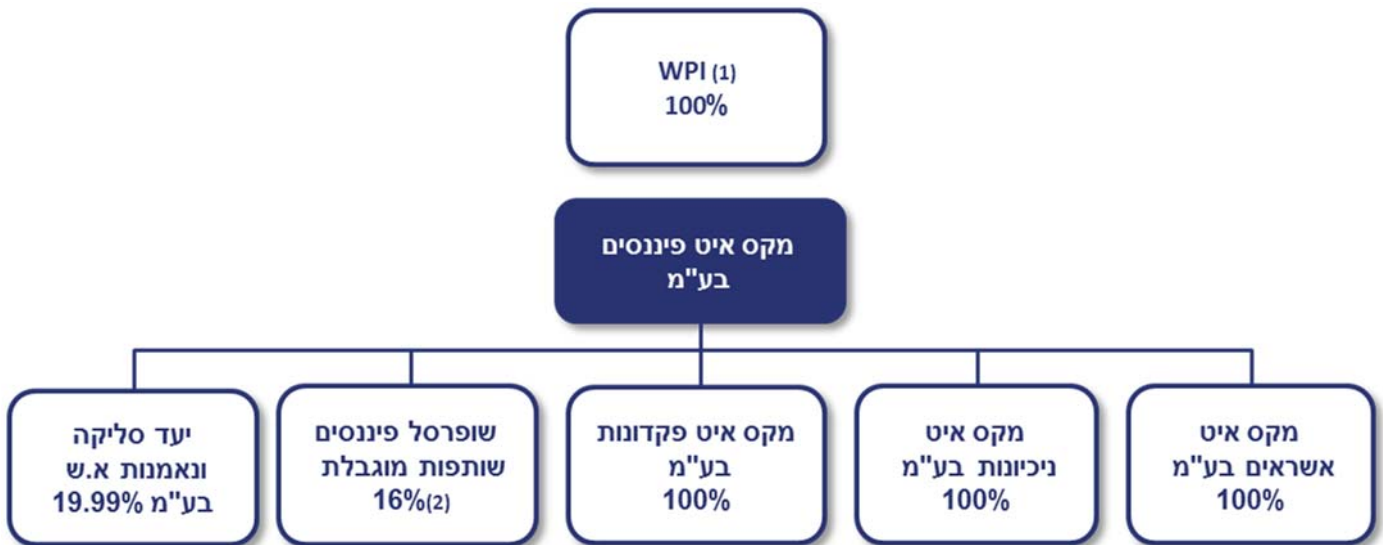 WPI (1)
100%
מקס איט פיננסים
בע"מ
מקס איט
אשראים בע"מ
100%
מקס איט
ניכיונות בע"מ
100%
מקס איט פקדונות
בע"מ
100%
שופרסל פיננסים
שותפות מוגבלת
16%(2)
יעד סליקה
ונאמנות א.ש
בע"מ 19.99%